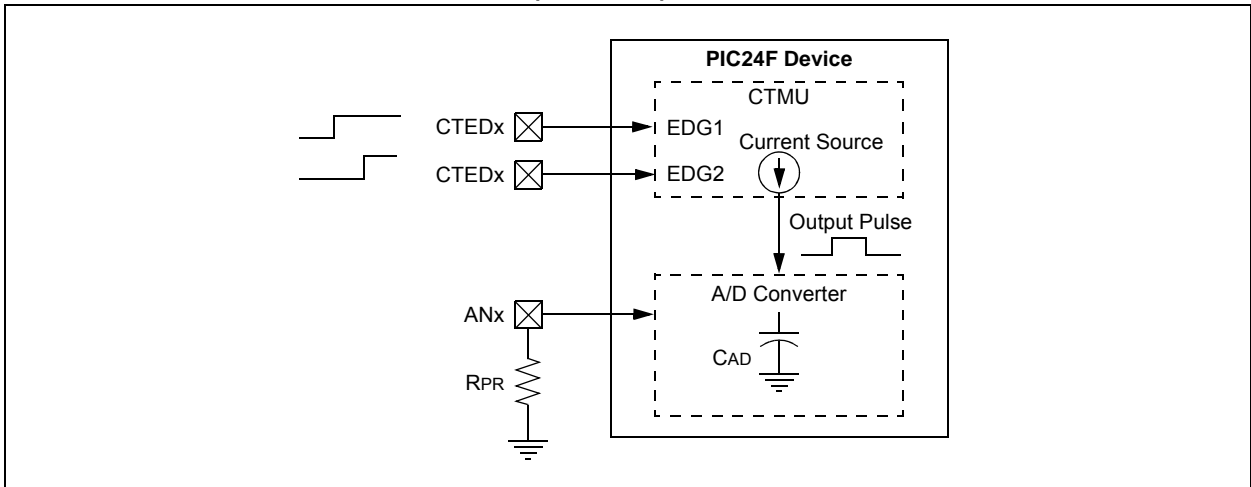 PIC24F Device
CTMU
CTEDx
EDG1
Current Source
CTEDx
EDG2
Output Pulse
A/D Converter
ANx
CAD
RPR